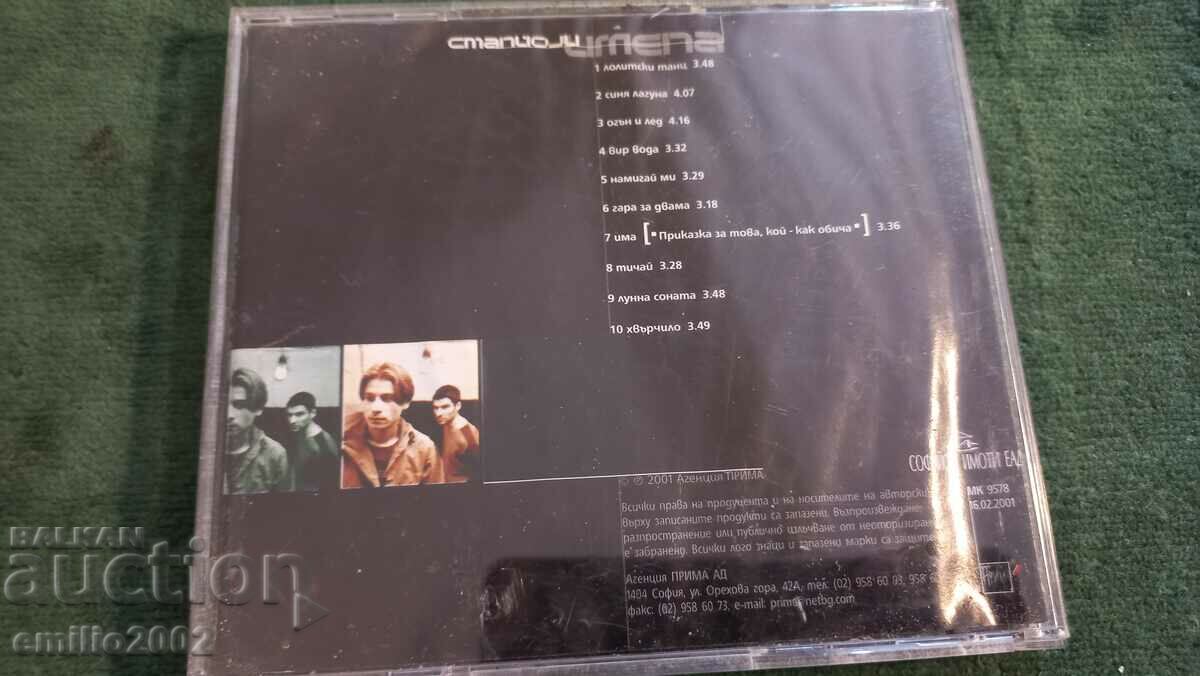 1 лолитски танц 3.48
2 синя лагуна 4.07
3 огън и лед 4.16
4 вир вода 3.32
5 намигай ми 3.29
6 гара за двама 3.18
7 има [▪Приказка за това, кой - как обича▪] 3.36
8 тичай 3.28
9 лунна соната 3.48
10 хвърчило 3.49
ИМОТИ ЕАД
© ℗ 2001 Агенция ПРИМА
МК 9578
16.02.2001
Всички права на продуцента и на носителите на авторски
върху записаните продукти са запазени. Възпроизвеждане
разпространение или публично излъчване от неоторизиран
е забранено. Всички лого знаци и запазени марки са
Агенция ПРИМА АД
1404 София, ул. Орехова гора, 42А, тел: (02) 958 60 93, 958
факс: (02) 958 60 73, e-mail: prima@netbg.com
BALKAN
auction
emilio2002